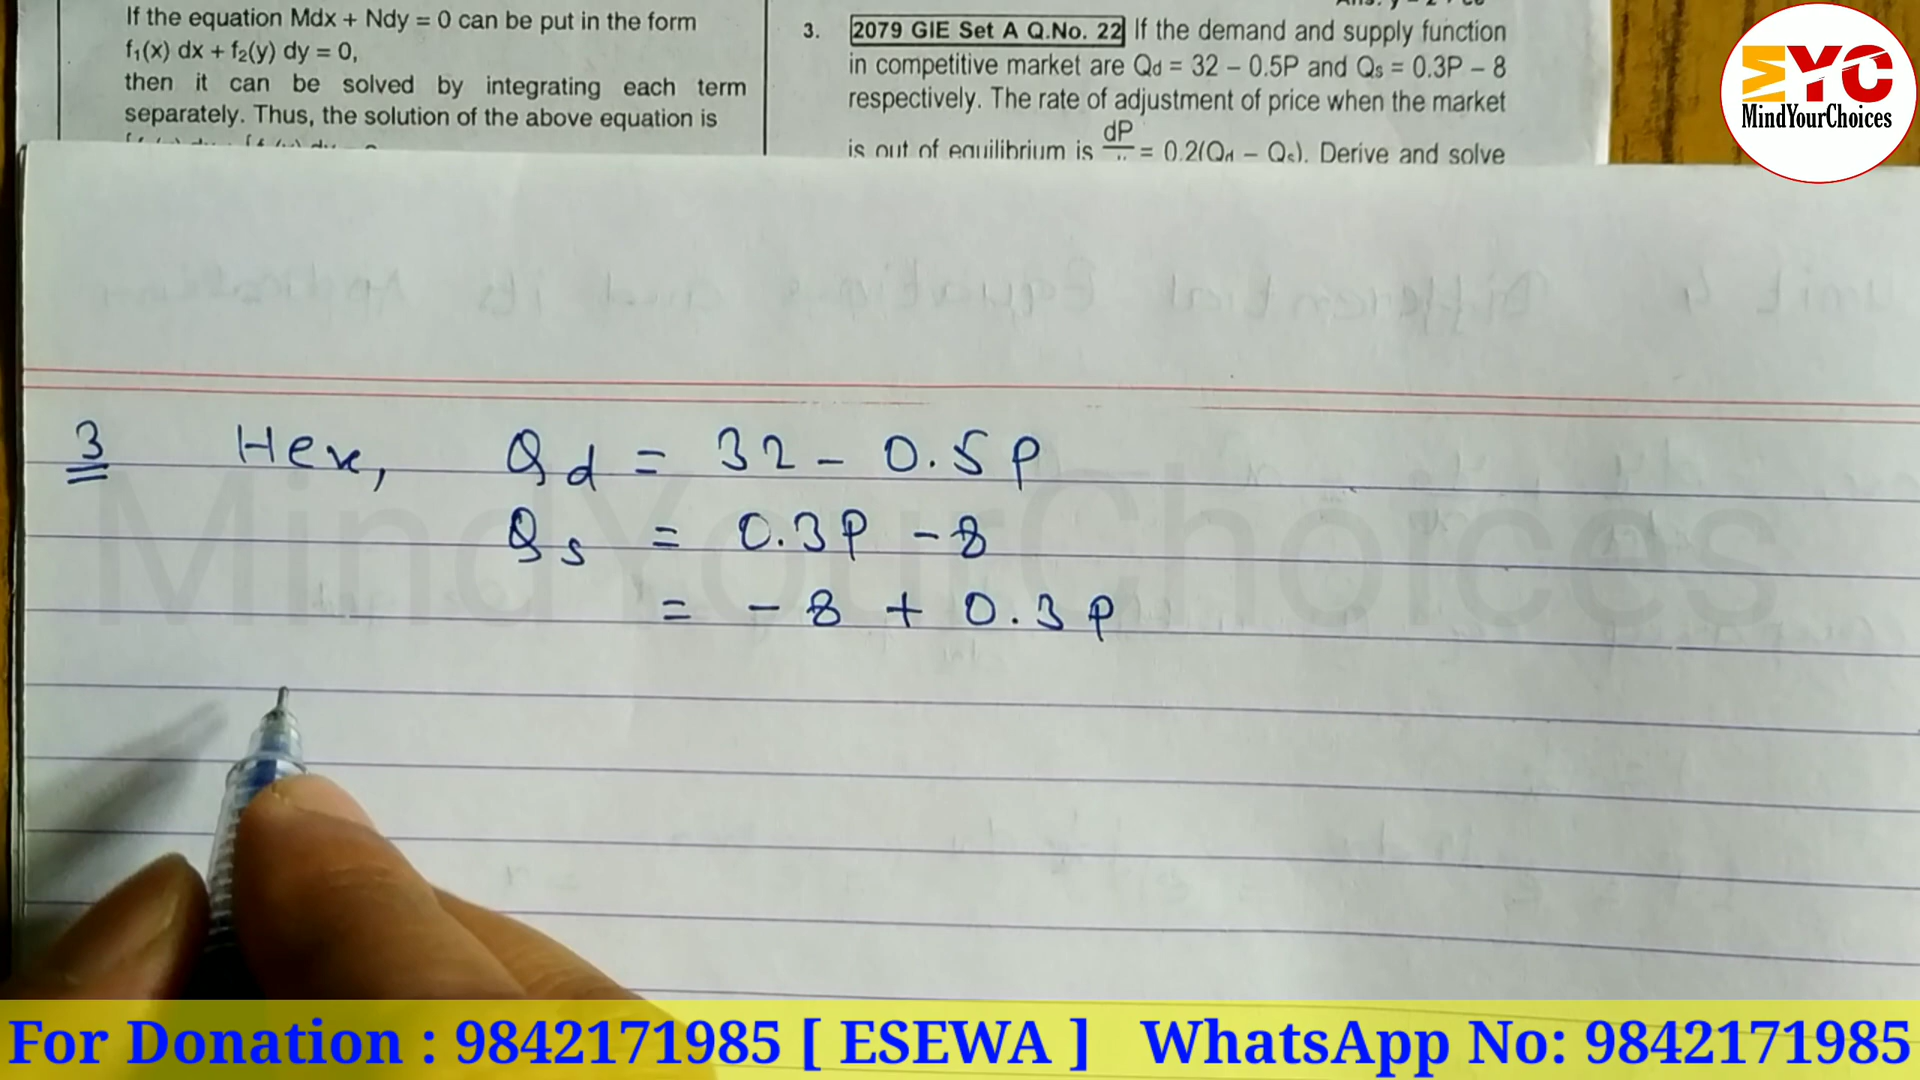 If the equation Mdx + Ndy = 0 can be put in the form
f₁(x) dx + f₂(y) dy = 0,
then it can be solved by integrating each term
separately. Thus, the solution of the above equation is
3. 2079 GIE Set A Q.No. 22 If the demand and supply function
in competitive market are Qd = 32 – 0.5P and Qs = 0.3P – 8
respectively. The rate of adjustment of price when the market
is out of equilibrium is dP = 0.2(Qd – Qs). Derive and solve
MYC
MindYourChoices
3 Here, Qd = 32 - 0.5P
Qs = 0.3P - 8
= - 8 + 0.3P
MindYourChoices
For Donation : 9842171985 [ ESEWA ] WhatsApp No: 9842171985